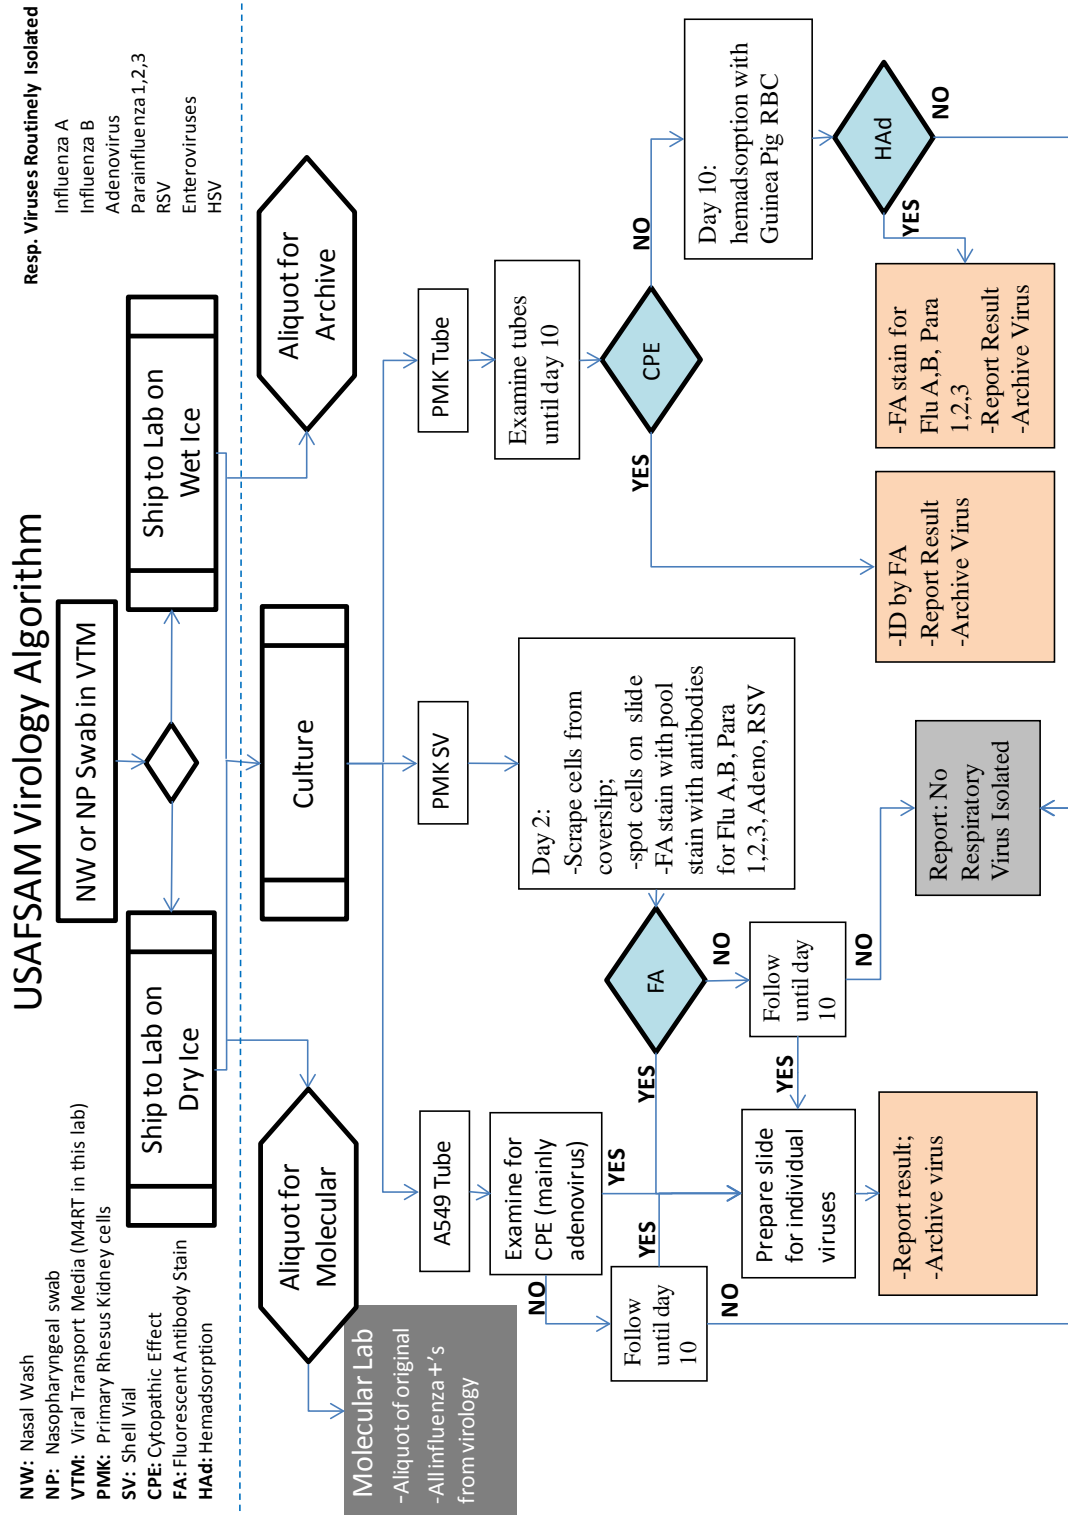 USAFSAM Virology Algorithm
NW: Nasal Wash
NP: Nasopharyngeal swab
VTM: Viral Transport Media (M4RT in this lab)
PMK: Primary Rhesus Kidney cells
SV: Shell Vial
CPE: Cytopathic Effect
FA: Fluorescent Antibody Stain
HAd: Hemadsorption
NW or NP Swab in VTM
Resp. Viruses Routinely Isolated
Influenza A
Influenza B
Adenovirus
Parainfluenza 1,2,3
RSV
Enteroviruses
HSV
Ship to Lab on
Dry Ice
Ship to Lab on
Wet Ice
Aliquot for
Molecular
Culture
Aliquot for
Archive
Molecular Lab
-Aliquot of original
-All influenza +'s
from virology
A549 Tube
PMK SV
PMK Tube
Examine for
CPE (mainly
adenovirus)
Day 2:
-Scrape cells from
coverslip;
-spot cells on slide
-FA stain with pool
stain with antibodies
for Flu A,B, Para
1,2,3, Adeno, RSV
Examine tubes
until day 10
NO
YES
FA
CPE
YES
NO
Follow
until day
10
YES
YES
NO
NO
Day 10:
hemadsorption with
Guinea Pig RBC
Prepare slide
for individual
viruses
YES
Follow
until day
10
NO
HAd
YES
NO
-Report result;
-Archive virus
Report: No
Respiratory
Virus Isolated
-ID by FA
-Report Result
-Archive Virus
-FA stain for
Flu A,B, Para
1,2,3
-Report Result
-Archive Virus